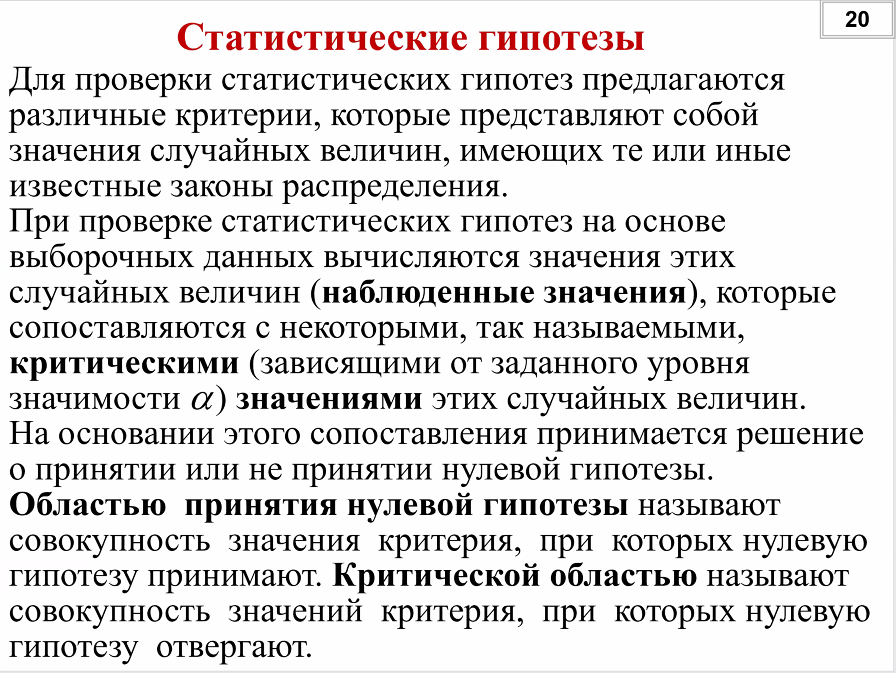 20
Статистические гипотезы
Для проверки статистических гипотез предлагаются
различные критерии, которые представляют собой
значения случайных величин, имеющих те или иные
известные законы распределения.
При проверке статистических гипотез на основе
выборочных данных вычисляются значения этих
случайных величин (наблюденные значения), которые
сопоставляются с некоторыми, так называемыми,
критическими (зависящими от заданного уровня
значимости α) значениями этих случайных величин.
На основании этого сопоставления принимается решение
о принятии или не принятии нулевой гипотезы.
Областью принятия нулевой гипотезы называют
совокупность значения критерия, при которых нулевую
гипотезу принимают. Критической областью называют
совокупность значений критерия, при которых нулевую
гипотезу отвергают.